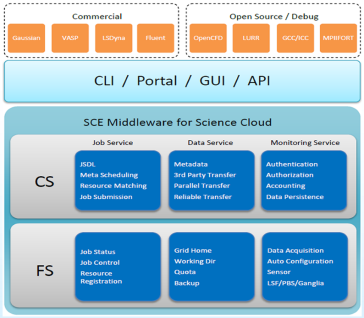 Commercial
Open Source / Debug
Gaussian
VASP
LSDyna
Fluent
OpenCFD
LURR
GCC/ICC
MPIFORT
CLI / Portal / GUI / API
SCE Middleware for Science Cloud
Job Service
Data Service
Monitoring Service
CS
JSDL
Meta Scheduling
Resource Matching
Job Submission
Metadata
3rd Party Transfer
Parallel Transfer
Reliable Transfer
Authentication
Authorization
Accounting
Data Persistence
FS
Job Status
Job Control
Resource
Registration
Grid Home
Working Dir
Quota
Backup
Data Acquisition
Auto Configuration
Sensor
LSF/PBS/Ganglia